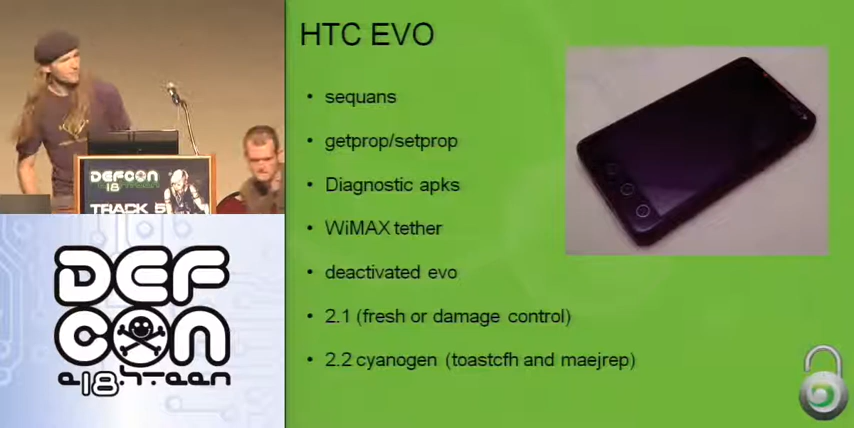 HTC EVO
sequans
getprop/setprop
Diagnostic apks
WiMAX tether
deactivated evo
2.1 (fresh or damage control)
2.2 cyanogen (toastcfh and maejrep)
DEFCON
18
TRACK 5
DEF
CON
e18hteen